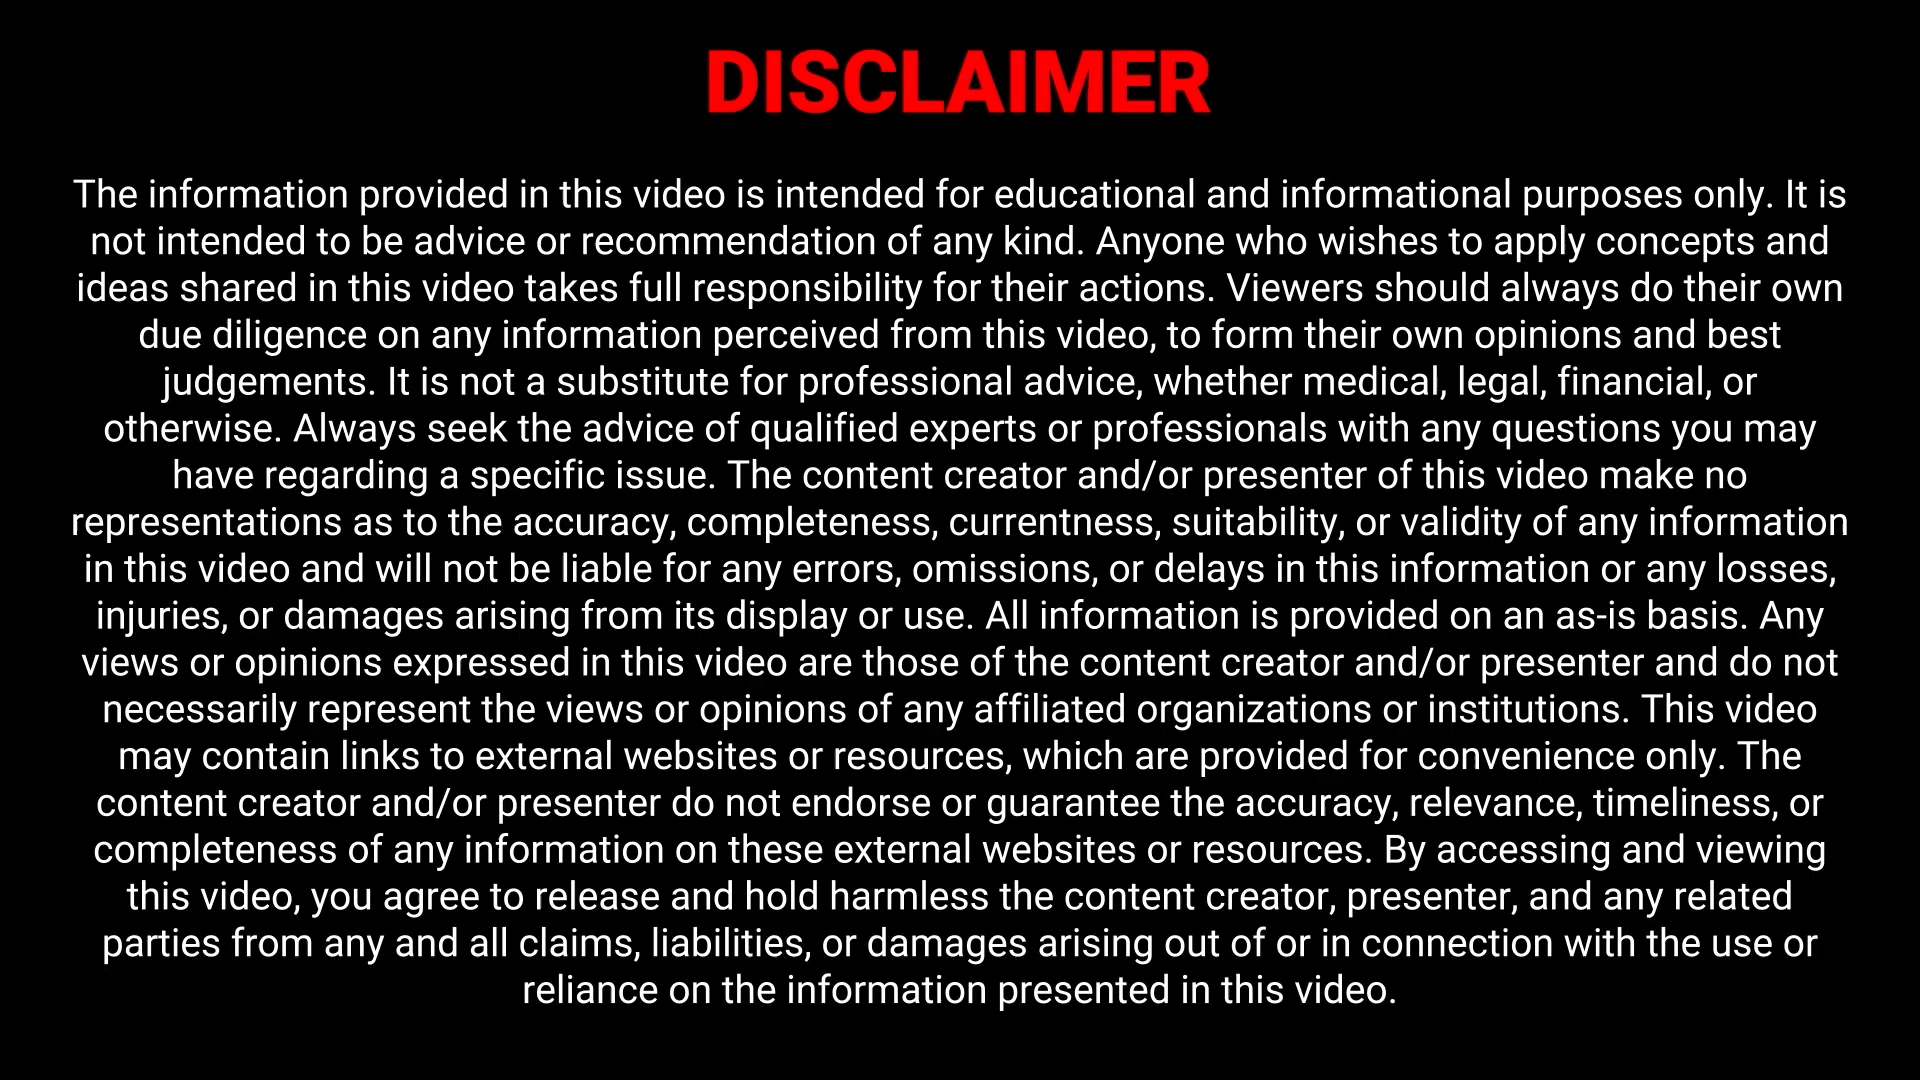 DISCLAIMER
The information provided in this video is intended for educational and informational purposes only. It is
not intended to be advice or recommendation of any kind. Anyone who wishes to apply concepts and
ideas shared in this video takes full responsibility for their actions. Viewers should always do their own
due diligence on any information perceived from this video, to form their own opinions and best
judgements. It is not a substitute for professional advice, whether medical, legal, financial, or
otherwise. Always seek the advice of qualified experts or professionals with any questions you may
have regarding a specific issue. The content creator and/or presenter of this video make no
representations as to the accuracy, completeness, currentness, suitability, or validity of any information
in this video and will not be liable for any errors, omissions, or delays in this information or any losses,
injuries, or damages arising from its display or use. All information is provided on an as-is basis. Any
views or opinions expressed in this video are those of the content creator and/or presenter and do not
necessarily represent the views or opinions of any affiliated organizations or institutions. This video
may contain links to external websites or resources, which are provided for convenience only. The
content creator and/or presenter do not endorse or guarantee the accuracy, relevance, timeliness, or
completeness of any information on these external websites or resources. By accessing and viewing
this video, you agree to release and hold harmless the content creator, presenter, and any related
parties from any and all claims, liabilities, or damages arising out of or in connection with the use or
reliance on the information presented in this video.